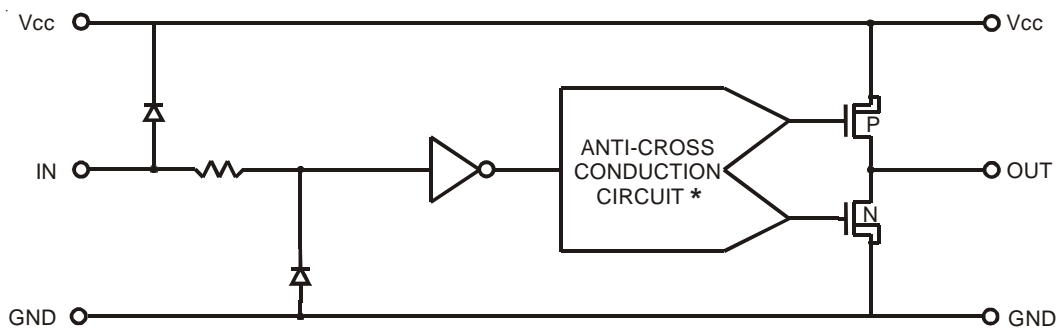 Vcc
Vcc
P
ANTI-CROSS
CONDUCTION
CIRCUIT *
IN
OUT
N
GND
GND